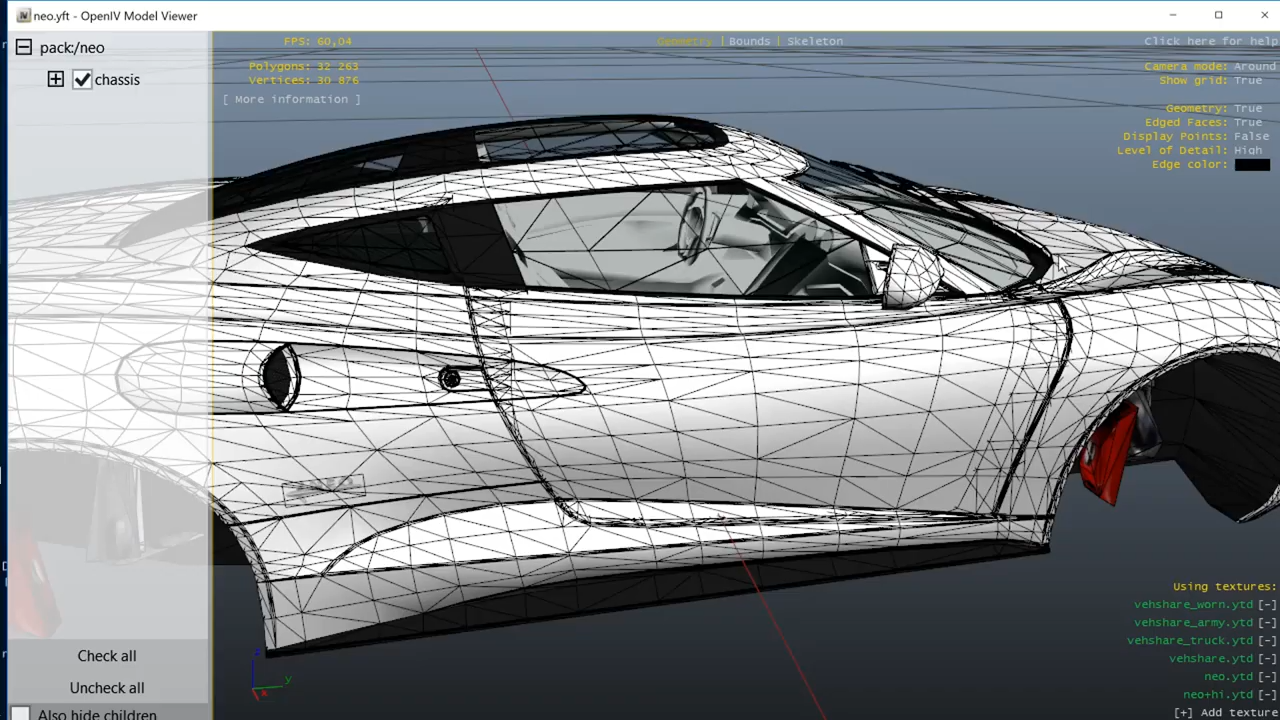 neo.yft - OpenIV Model Viewer
pack:/neo
chassis
FPS: 60,04
Polygons: 32 263
Vertices: 30 876
[ More information ]
Geometry | Bounds | Skeleton
Click here for help
Camera mode: Around
Show grid: True
Geometry: True
Edged Faces: True
Display Points: False
Level of Detail: High
Edge color:
z
y
x
Using textures:
vehshare_worn.ytd [-]
vehshare_army.ytd [-]
vehshare_truck.ytd [-]
vehshare.ytd [-]
neo.ytd [-]
neo+hi.ytd [-]
[+] Add texture
Check all
Uncheck all
Also hide children